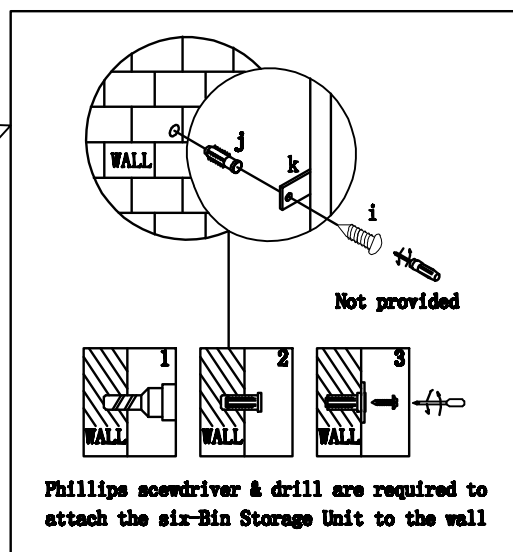 j
WALL
k
i
Not provided
1
2
3
WALL
WALL
WALL
Phillips scewdriver & drill are required to
attach the six-Bin Storage Unit to the wall